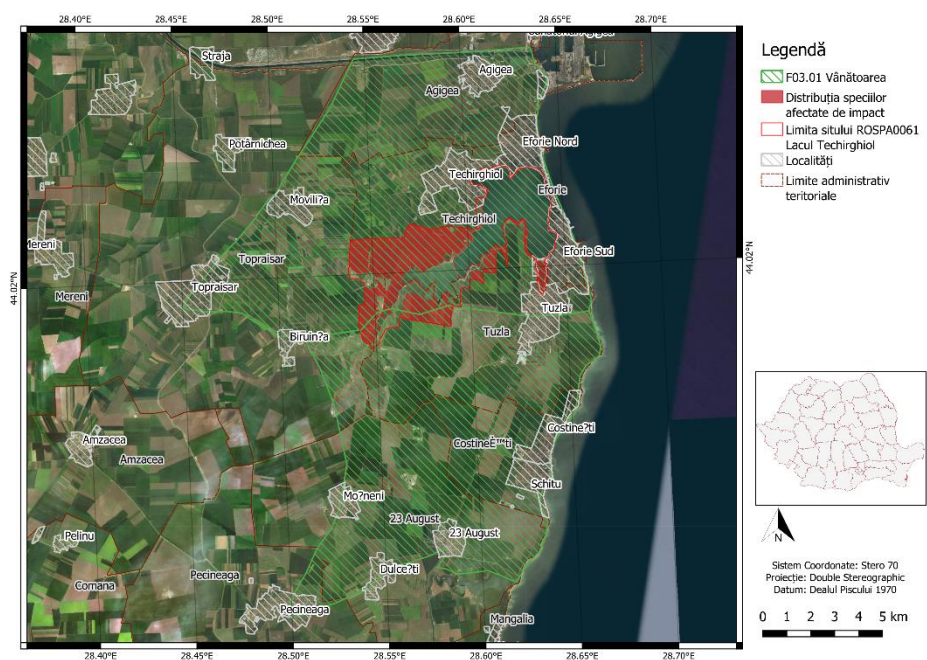 28.40°E 28.45°E 28.50°E 28.55°E 28.60°E 28.65°E 28.70°E
Straja
Agigea
Agigea
Potârnichea
Eforie Nord
Techirghiol
Eforie
Movili?a
Techirghiol
Mereni
Eforie Sud
Topraisar
Topraisar
Mereni
44.02°N
44.02°N
Tuzla
Biruin?a
Tuzla
Costine?ti
Amzacea
CostineÈ™ti
Amzacea
Schitu
Mo?neni
23 August
23 August
Pelinu
Dulce?ti
Pecineaga
Comana
Pecineaga
Mangalia
28.40°E 28.45°E 28.50°E 28.55°E 28.60°E 28.65°E 28.70°E
Legendă
F03.01 Vânătoarea
Distribuția speciilor
afectate de impact
Limita sitului ROSPA0061
Lacul Techirghiol
Localități
Limite administrativ
teritoriale
N
Sistem Coordonate: Stero 70
Proiecție: Double Stereographic
Datum: Dealul Piscului 1970
0 1 2 3 4 5 km